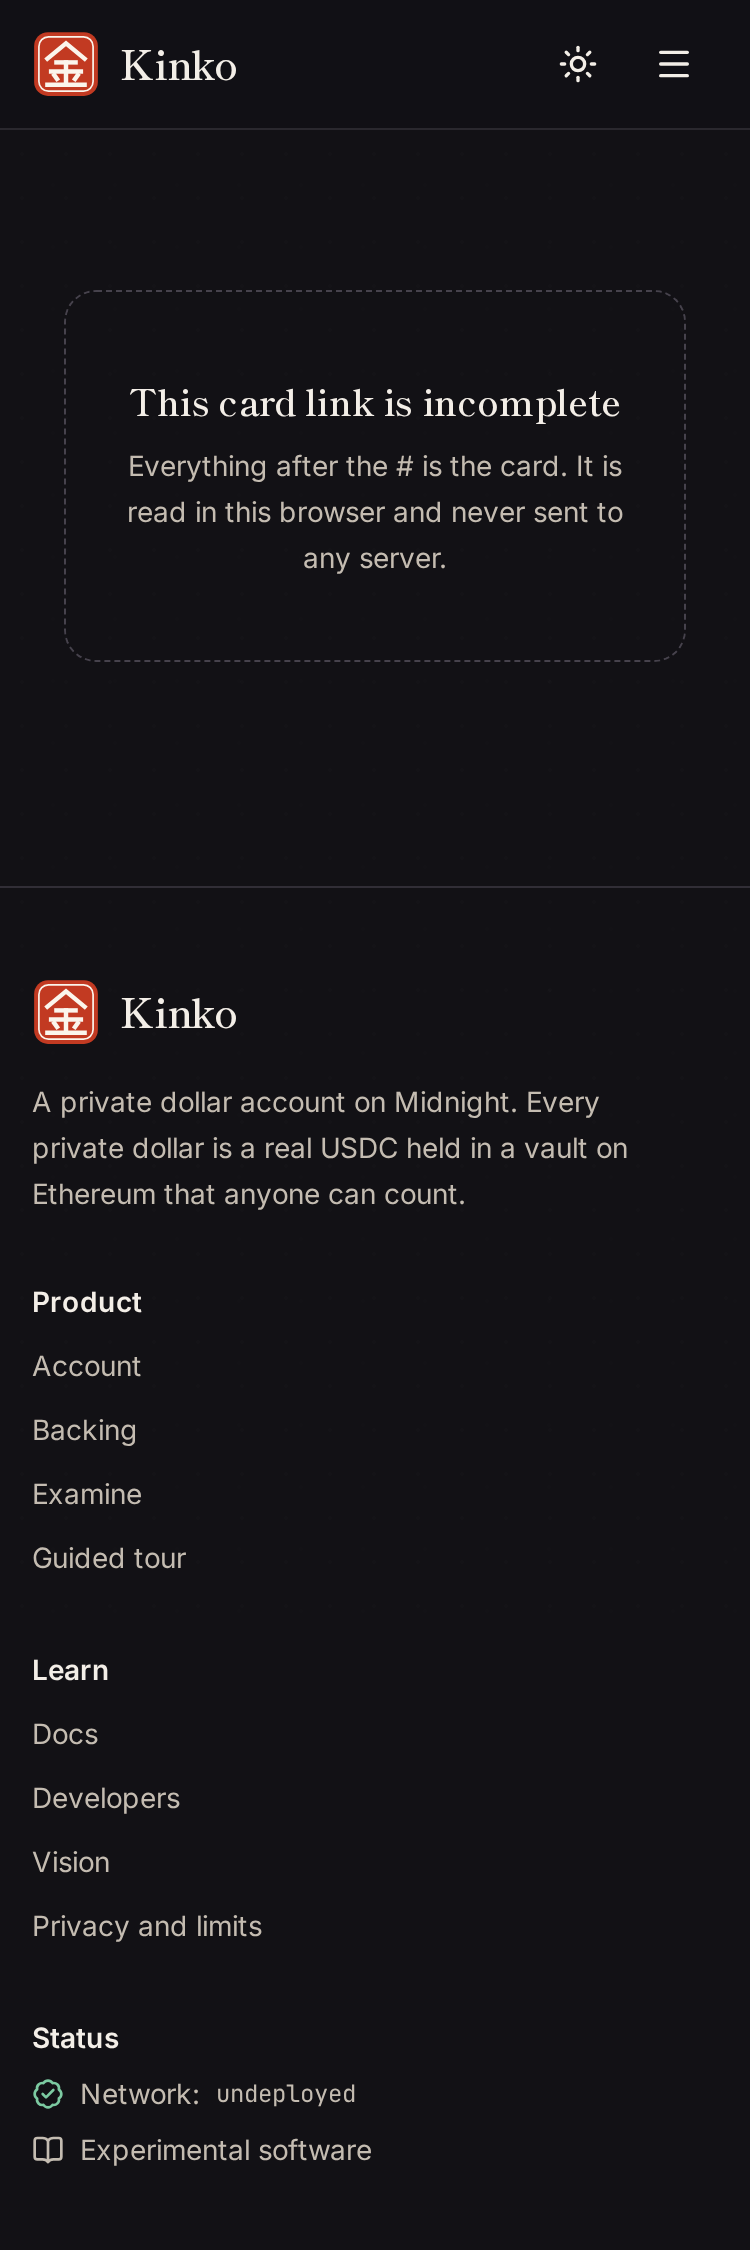 金
Kinko
This card link is incomplete
Everything after the # is the card. It is
read in this browser and never sent to
any server.
金
Kinko
A private dollar account on Midnight. Every
private dollar is a real USDC held in a vault on
Ethereum that anyone can count.
Product
Account
Backing
Examine
Guided tour
Learn
Docs
Developers
Vision
Privacy and limits
Status
Network: undeployed
Experimental software